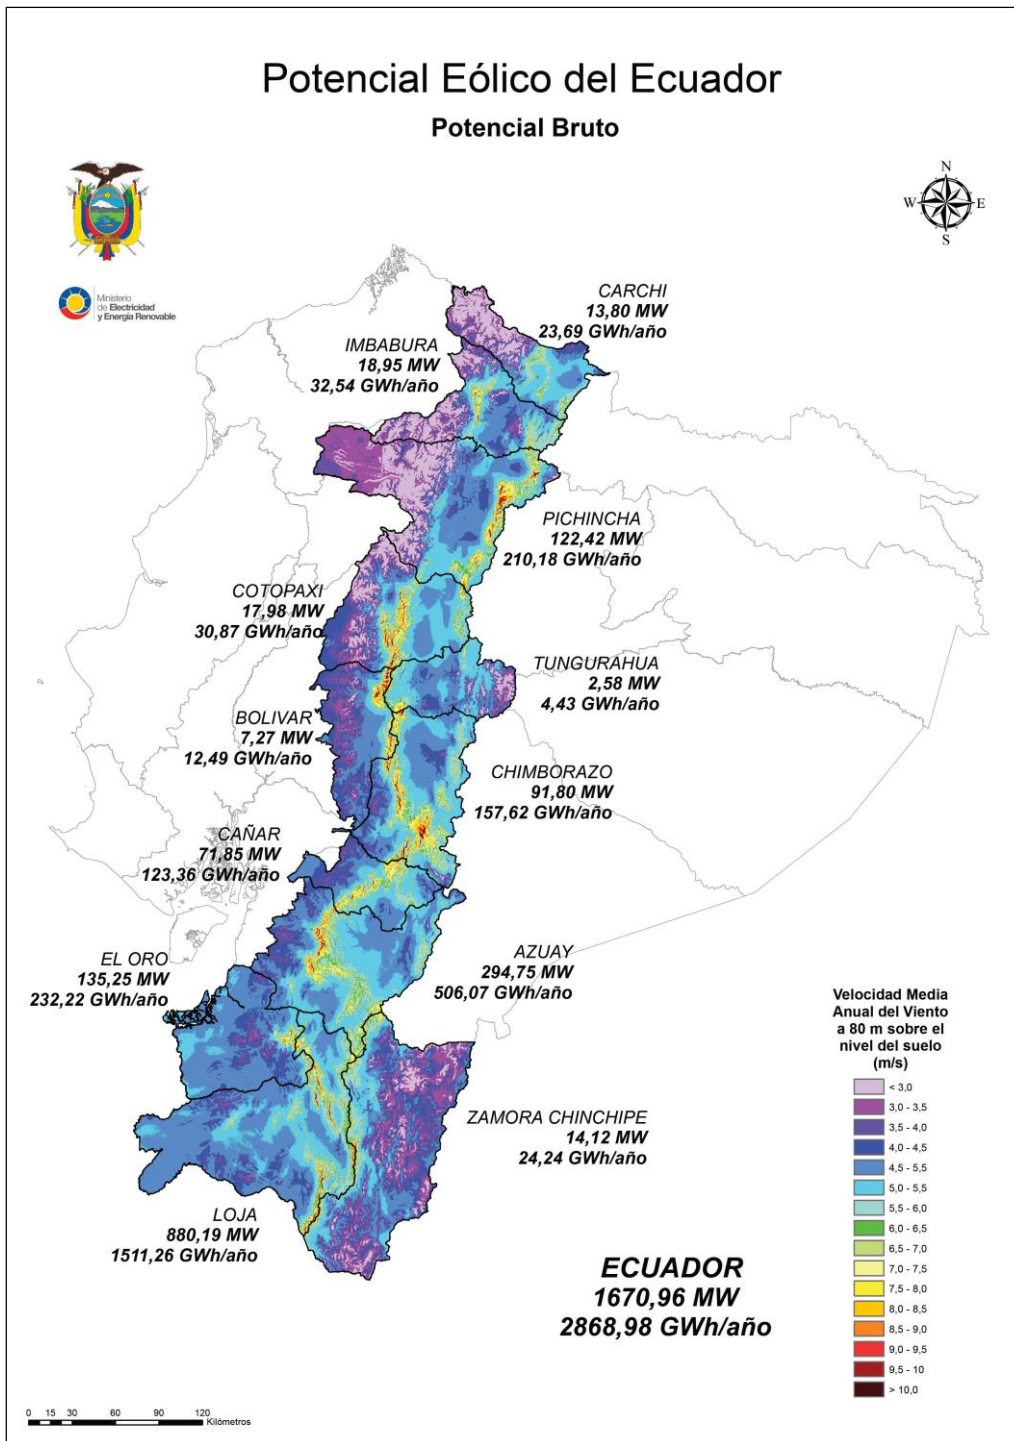 Potencial Eólico del Ecuador
Potencial Bruto
N
W
E
S
Ministerio
de Electricidad
y Energía Renovable
CARCHI
13,80 MW
23,69 GWh/año
IMBABURA
18,95 MW
32,54 GWh/año
PICHINCHA
122,42 MW
210,18 GWh/año
COTOPAXI
17,98 MW
30,87 GWh/año
TUNGURAHUA
2,58 MW
4,43 GWh/año
BOLIVAR
7,27 MW
12,49 GWh/año
CHIMBORAZO
91,80 MW
157,62 GWh/año
CAÑAR
71,85 MW
123,36 GWh/año
AZUAY
294,75 MW
506,07 GWh/año
EL ORO
135,25 MW
232,22 GWh/año
ZAMORA CHINCHIPE
14,12 MW
24,24 GWh/año
LOJA
880,19 MW
1511,26 GWh/año
ECUADOR
1670,96 MW
2868,98 GWh/año
Velocidad Media
Anual del Viento
a 80 m sobre el
nivel del suelo
(m/s)
< 3,0
3,0 - 3,5
3,5 - 4,0
4,0 - 4,5
4,5 - 5,5
5,0 - 5,5
5,5 - 6,0
6,0 - 6,5
6,5 - 7,0
7,0 - 7,5
7,5 - 8,0
8,0 - 8,5
8,5 - 9,0
9,0 - 9,5
9,5 - 10
> 10,0
0 15 30 60 90 120
Kilómetros